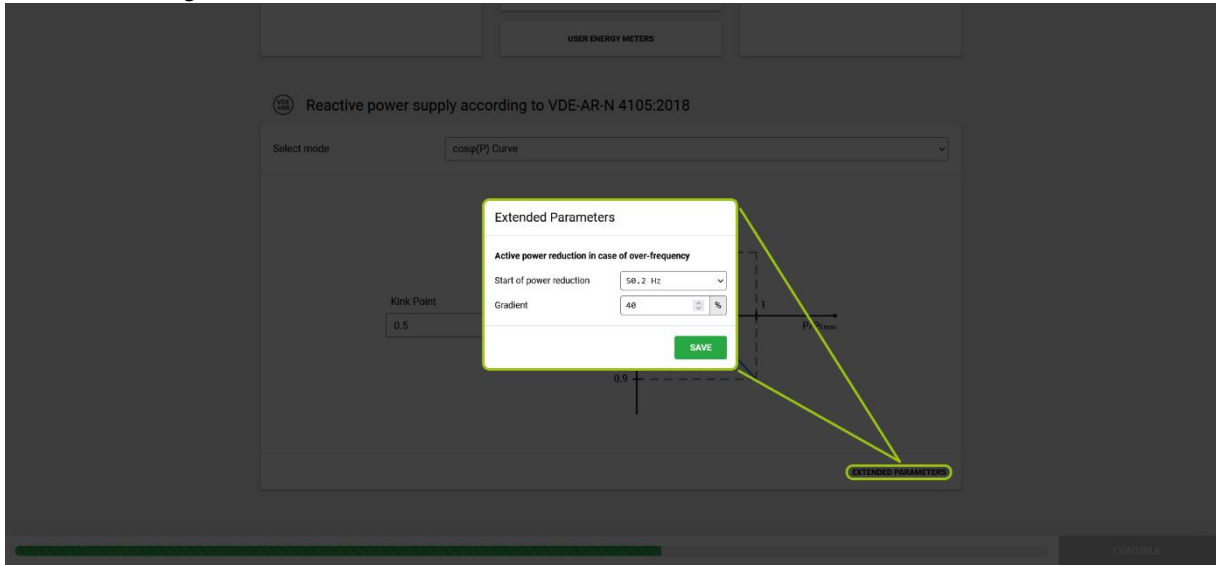 USER ENERGY METERS
VDE 4105
Reactive power supply according to VDE-AR-N 4105:2018
Select mode
cosφ(P) Curve
Extended Parameters
Active power reduction in case of over-frequency
Start of power reduction
50.2 Hz
Gradient
40
%
SAVE
Kink Point
0.5
1
0.9
EXTENDED PARAMETERS
CONTINUE